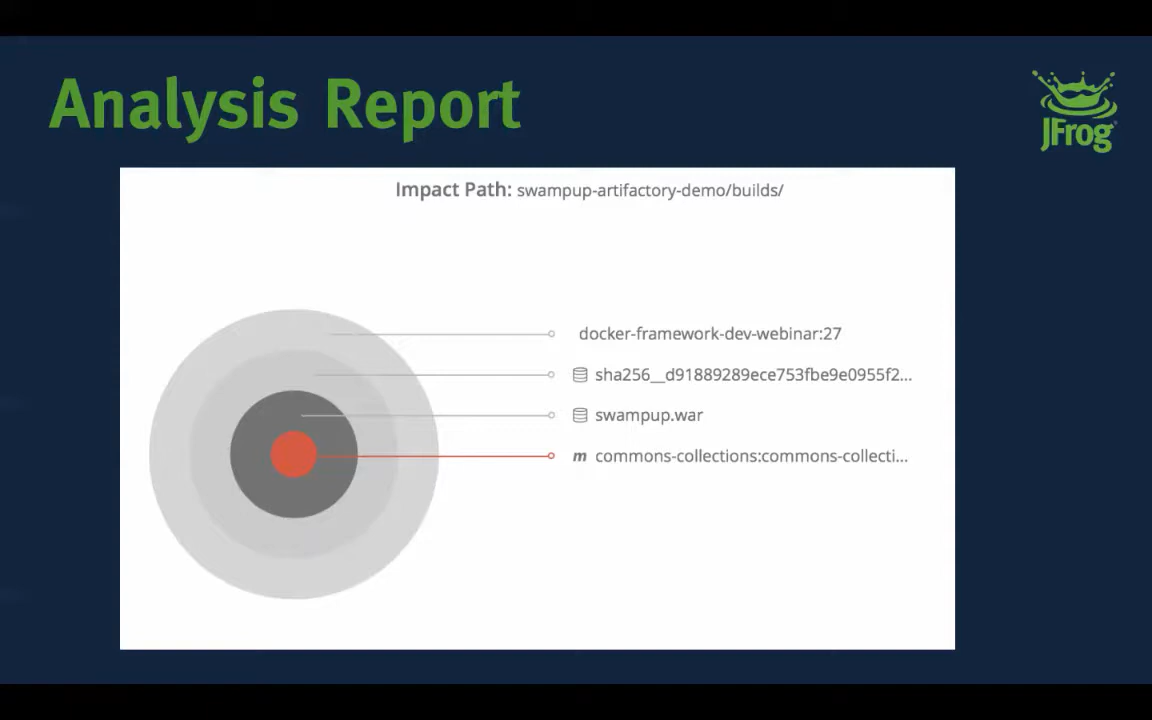 Analysis Report
JFrog
Impact Path: swampup-artifactory-demo/builds/
docker-framework-dev-webinar:27
sha256__d91889289ece753fbe9e0955f2...
swampup.war
m commons-collections:commons-collecti...